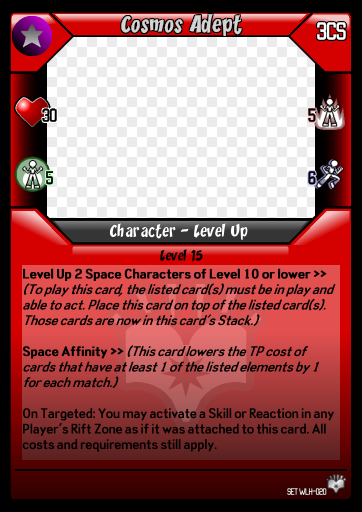 Cosmos Adept
3CS
30
5
5
6
Character - Level Up
Level 15
Level Up 2 Space Characters of Level 10 or lower >>
(To play this card, the listed card(s) must be in play and
able to act. Place this card on top of the listed card(s).
Those cards are now in this card's Stack.)
Space Affinity >> (This card lowers the TP cost of
cards that have at least 1 of the listed elements by 1
for each match.)
On Targeted: You may activate a Skill or Reaction in any
Player's Rift Zone as if it was attached to this card. All
costs and requirements still apply.
SET WLH-020